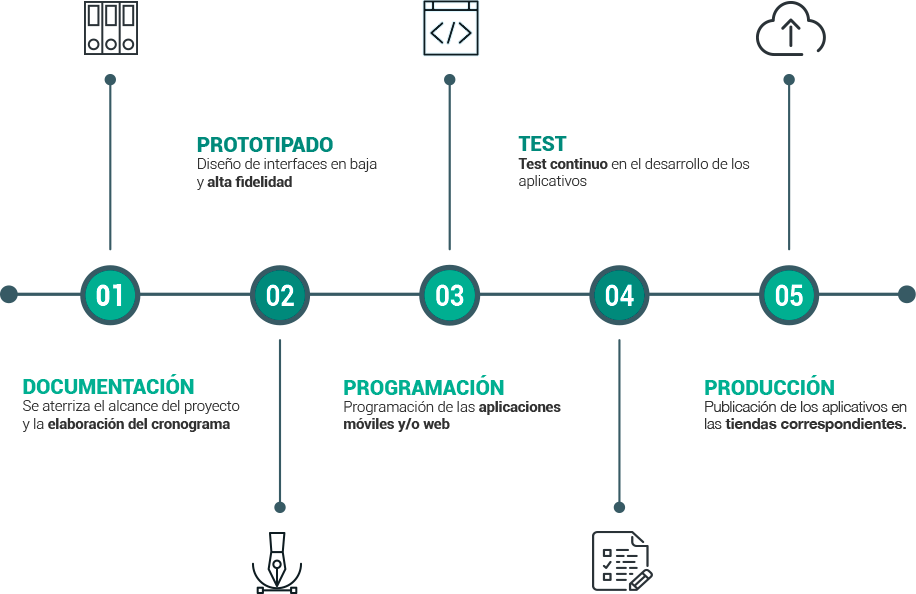 PROTOTIPADO
Diseño de interfaces en baja
y alta fidelidad
TEST
Test continuo en el desarrollo de los
aplicativos
01
02
03
04
05
DOCUMENTACIÓN
Se aterriza el alcance del proyecto
y la elaboración del cronograma
PROGRAMACIÓN
Programación de las aplicaciones
móviles y/o web
PRODUCCIÓN
Publicación de los aplicativos en
las tiendas correspondientes.